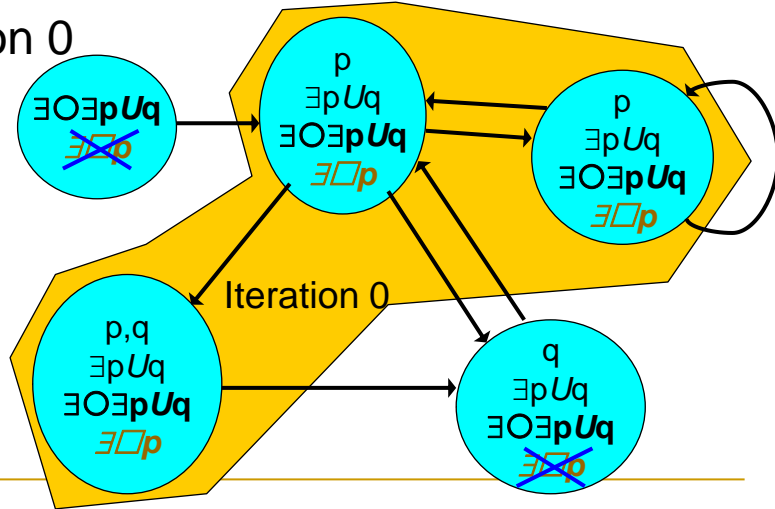 on 0
∃○∃pUq
∃□p
p
∃pUq
∃○∃pUq
∃□p
p
∃pUq
∃○∃pUq
∃□p
Iteration 0
p,q
∃pUq
∃○∃pUq
∃□p
q
∃pUq
∃○∃pUq
∃□p